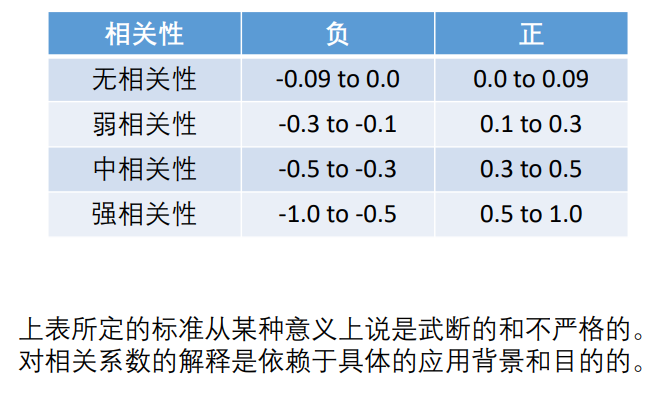 相关性 负 正
无相关性 -0.09 to 0.0 0.0 to 0.09
弱相关性 -0.3 to -0.1 0.1 to 0.3
中相关性 -0.5 to -0.3 0.3 to 0.5
强相关性 -1.0 to -0.5 0.5 to 1.0
上表所定的标准从某种意义上说是武断的和不严格的。
对相关系数的解释是依赖于具体的应用背景和目的的。